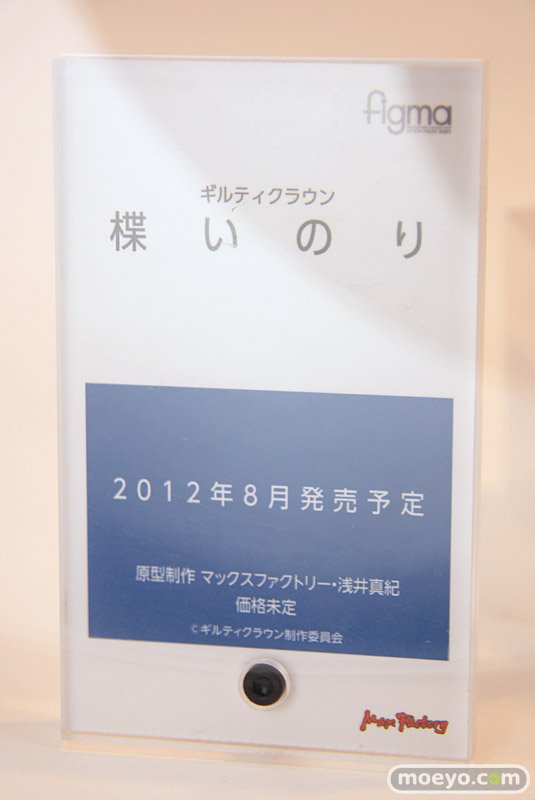 figma
ギルティクラウン
楪いのり
2012年8月発売予定
原型制作 マックスファクトリー・浅井真紀
価格未定
©ギルティクラウン制作委員会
Max Factory
moeyo.com